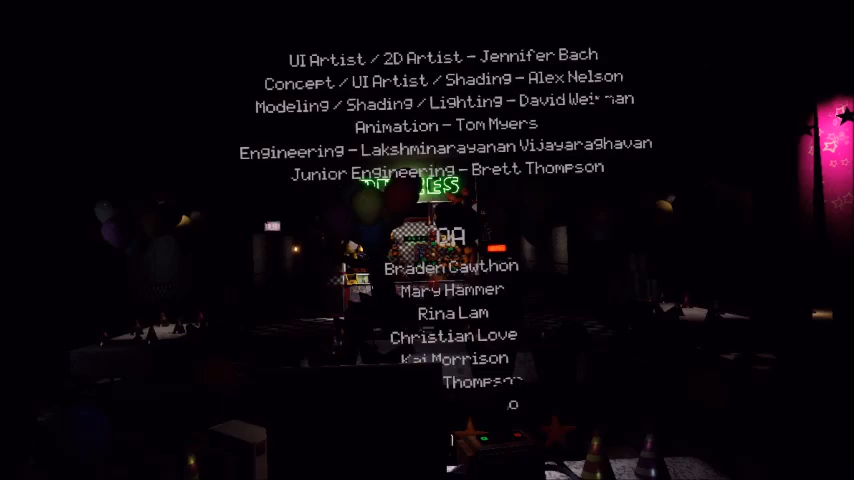 UI Artist / 2D Artist - Jennifer Bach
Concept / UI Artist / Shading - Alex Nelson
Modeling / Shading / Lighting - David
Animation - Tom Myers
Engineering - Lakshminarayanan Vijayaraghavan
Junior Engineering - Brett Thompson
QA
Braden Cawthon
Mary Hammer
Rina Lam
Christian Love
Kai Morrison
Thompson